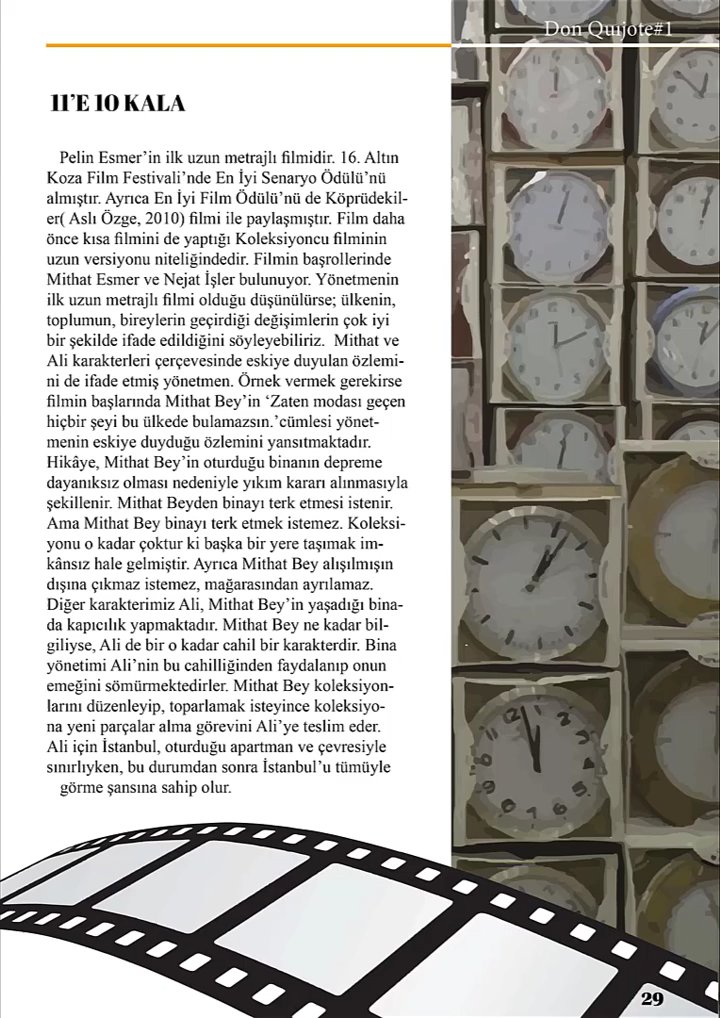 Don Quijote#1
11’E 10 KALA
Pelin Esmer’in ilk uzun metrajlı filmidir. 16. Altın
Koza Film Festivali’nde En İyi Senaryo Ödülü’nü
almıştır. Ayrıca En İyi Film Ödülü’nü de Köprüdekil-
er( Aslı Özge, 2010) filmi ile paylaşmıştır. Film daha
önce kısa filmini de yaptığı Koleksiyoncu filminin
uzun versiyonu niteliğindedir. Filmin başrollerinde
Mithat Esmer ve Nejat İşler bulunuyor. Yönetmenin
ilk uzun metrajlı filmi olduğu düşünülürse; ülkenin,
toplumun, bireylerin geçirdiği değişimlerin çok iyi
bir şekilde ifade edildiğini söyleyebiliriz.  Mithat ve
Ali karakterleri çerçevesinde eskiye duyulan özlemi-
ni de ifade etmiş yönetmen. Örnek vermek gerekirse
filmin başlarında Mithat Bey’in ‘Zaten modası geçen
hiçbir şeyi bu ülkede bulamazsın.’cümlesi yönet-
menin eskiye duyduğu özlemini yansıtmaktadır.
Hikâye, Mithat Bey’in oturduğu binanın depreme
dayanıksız olması nedeniyle yıkım kararı alınmasıyla
şekillenir. Mithat Beyden binayı terk etmesi istenir.
Ama Mithat Bey binayı terk etmek istemez. Koleksi-
yonu o kadar çoktur ki başka bir yere taşımak im-
kânsız hale gelmiştir. Ayrıca Mithat Bey alışılmışın
dışına çıkmaz istemez, mağarasından ayrılamaz.
Diğer karakterimiz Ali, Mithat Bey’in yaşadığı bina-
da kapıcılık yapmaktadır. Mithat Bey ne kadar bil-
giliyse, Ali de bir o kadar cahil bir karakterdir. Bina
yönetimi Ali’nin bu cahilliğinden faydalanıp onun
emeğini sömürmektedirler. Mithat Bey koleksiyon-
larını düzenleyip, toparlamak isteyince koleksiyo-
na yeni parçalar alma görevini Ali’ye teslim eder.
Ali için İstanbul, oturduğu apartman ve çevresiyle
sınırlıyken, bu durumdan sonra İstanbul’u tümüyle
görme şansına sahip olur.
29